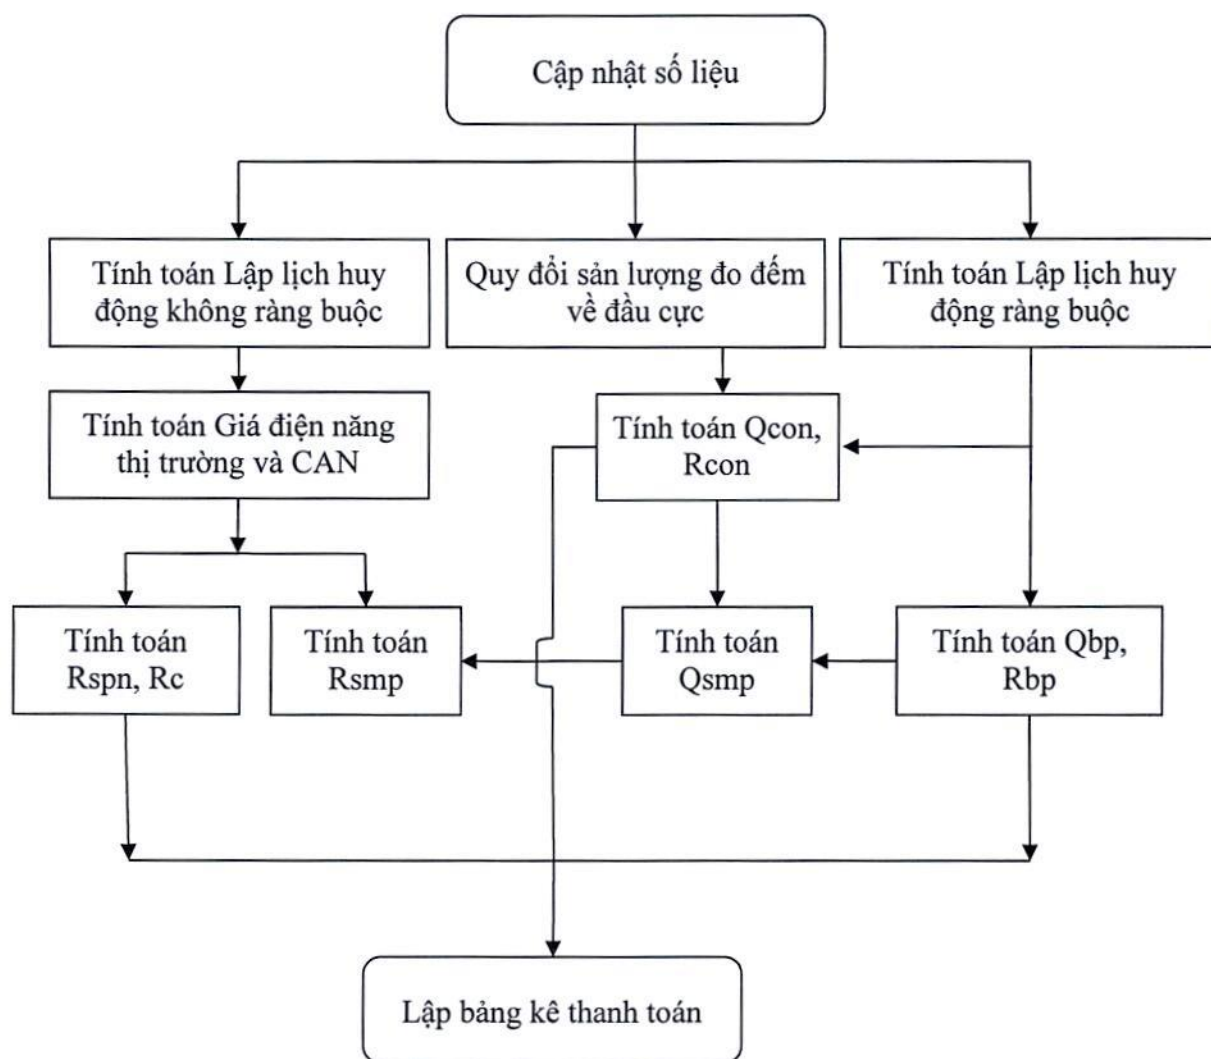 Cập nhật số liệu
Tính toán Lập lịch huy
động không ràng buộc
Quy đổi sản lượng đo đếm
về đầu cực
Tính toán Lập lịch huy
động ràng buộc
Tính toán Giá điện năng
thị trường và CAN
Tính toán Qcon,
Rcon
Tính toán
Rspn, Rc
Tính toán
Rsmp
Tính toán
Qsmp
Tính toán Qbp,
Rbp
Lập bảng kê thanh toán